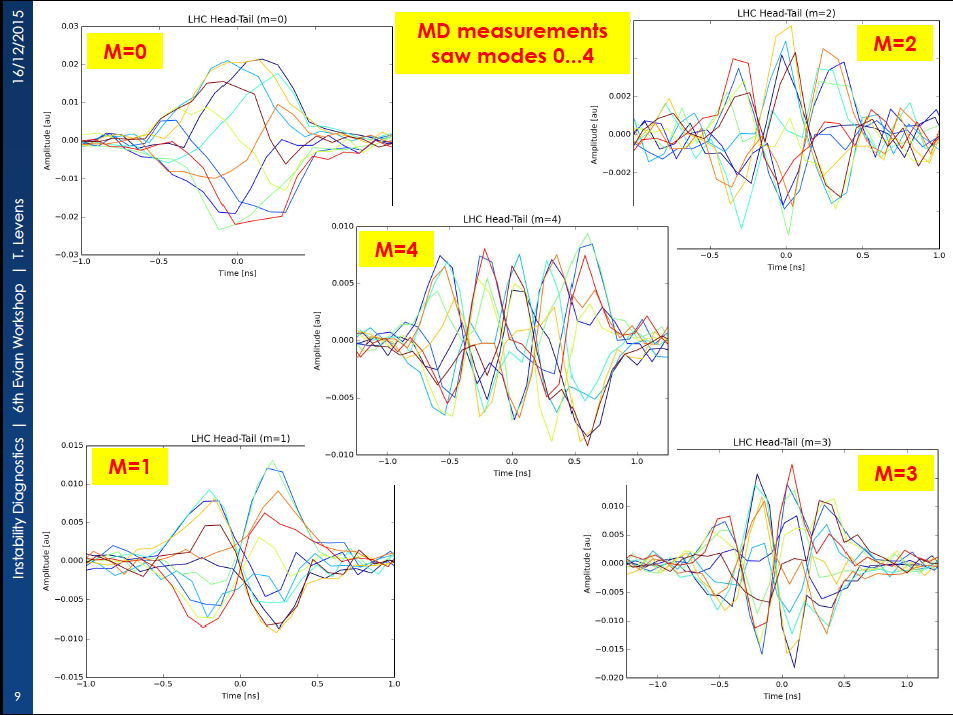 16/12/2015
Instability Diagnostics | 6th Evian Workshop | T. Levens
9
MD measurements
saw modes 0...4
LHC Head-Tail (m=0)
M=0
Amplitude [au]
0.03
0.02
0.01
0.00
−0.01
−0.02
−0.03
−1.0
−0.5
0.0
Time [ns]
LHC Head-Tail (m=2)
M=2
Amplitude [au]
0.002
0.000
−0.002
−0.5
0.0
0.5
1.0
Time [ns]
LHC Head-Tail (m=4)
M=4
Amplitude [au]
0.010
0.005
0.000
−0.005
−0.010
−1.0
−0.5
0.0
0.5
1.0
Time [ns]
LHC Head-Tail (m=1)
M=1
Amplitude [au]
0.015
0.010
0.005
0.000
−0.005
−0.010
−0.015
−1.0
−0.5
0.0
0.5
1.0
Time [ns]
LHC Head-Tail (m=3)
M=3
Amplitude [au]
0.010
0.005
0.000
−0.005
−0.010
−0.015
−0.020
−1.0
−0.5
0.0
0.5
1.0
Time [ns]